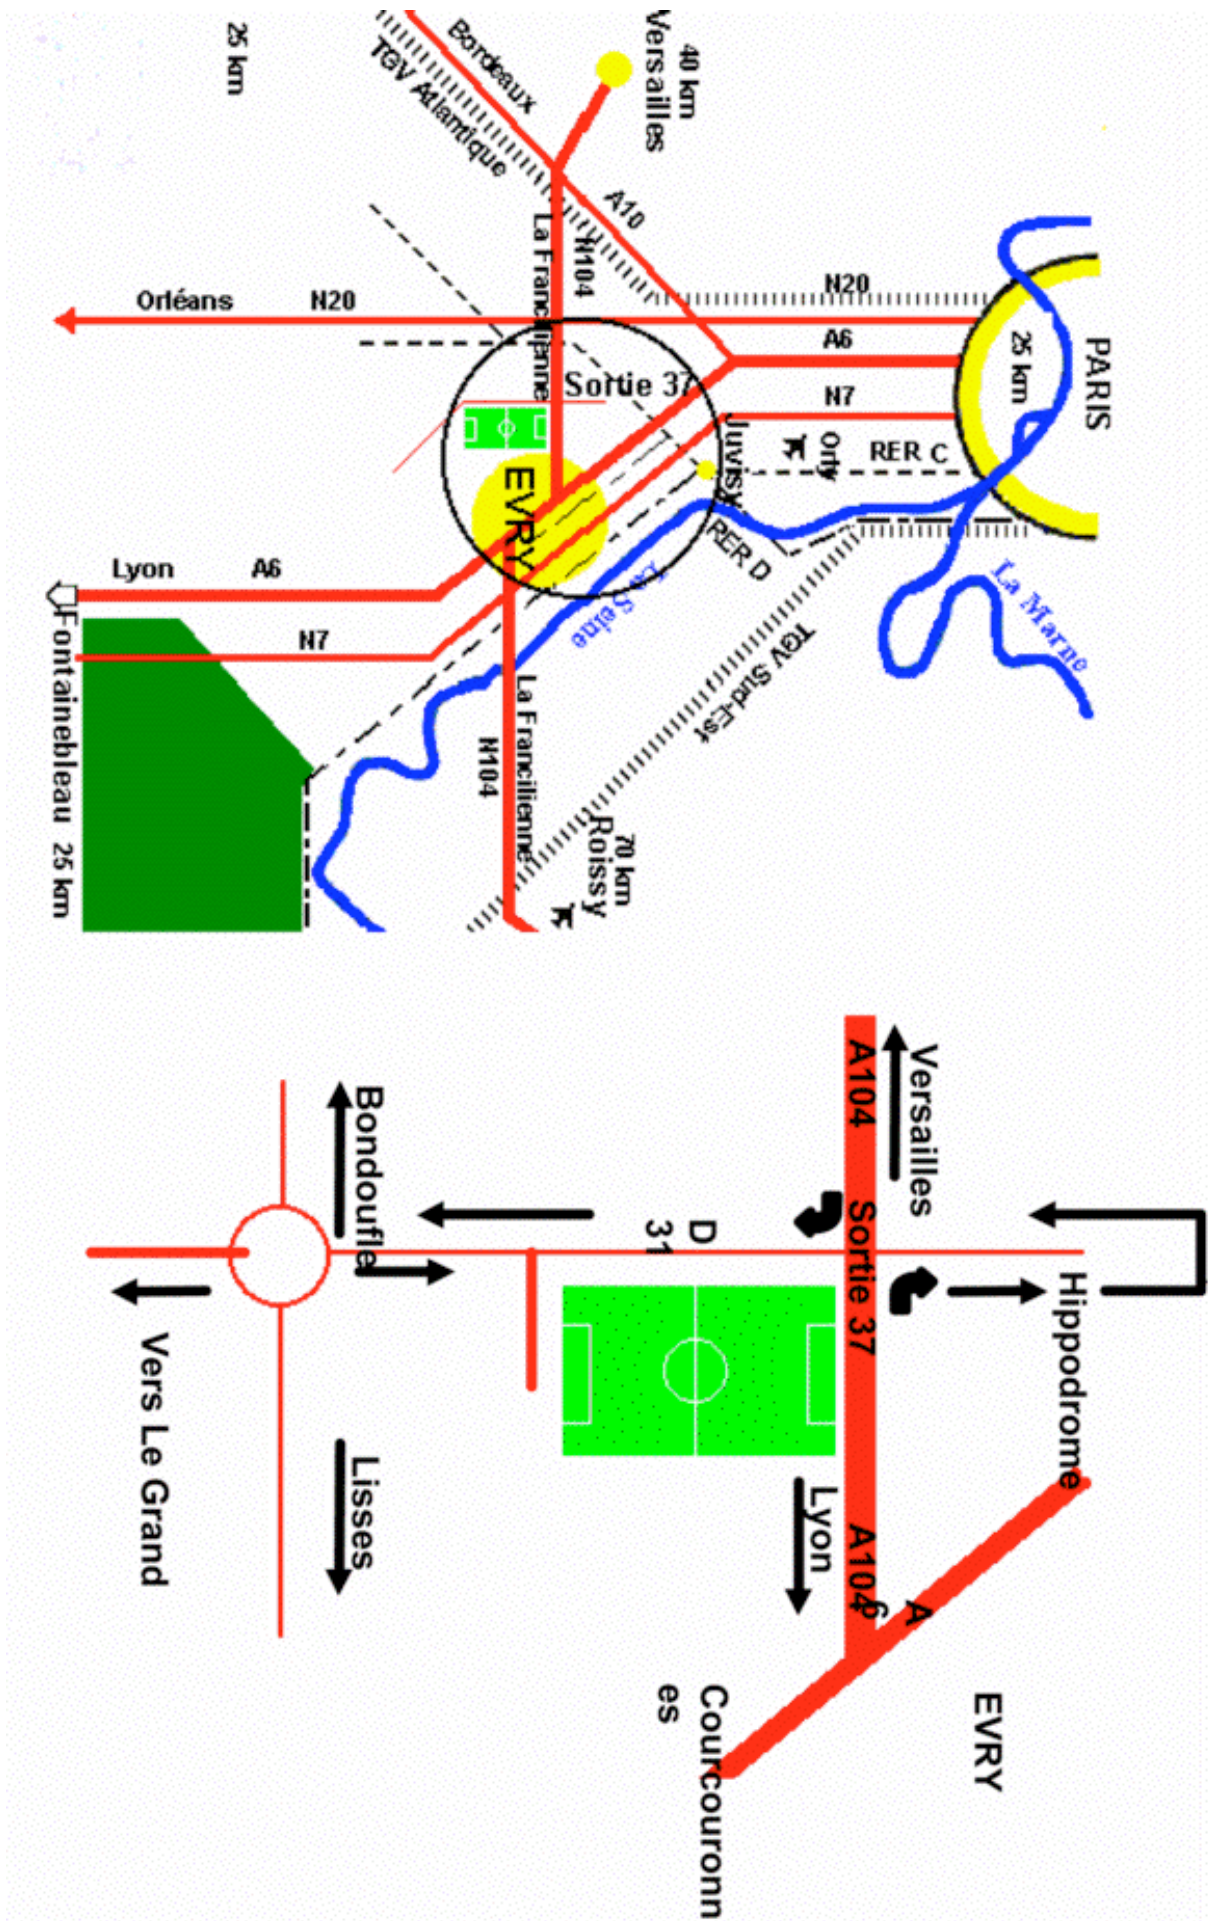 25 km
Bordeaux
TGV Atlantique
40 km
Versailles
A10
N104
La Francilienne
Orléans
N20
N20
A6
N7
25 km
PARIS
Sortie 37
Juvisy
Orly
RER C
RER D
EVRY
La Seine
La Marne
TGV Sud-Est
Lyon
A6
N7
Fontainebleau 25 km
La Francilienne
N104
70 km
Roissy
Versailles
A104
Sortie 37
A104
Bondoufle
D
31
Hippodrome
Vers Le Grand
Lisses
Lyon
A
6
EVRY
Courcouronn
es